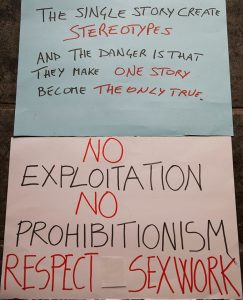 THE SINGLE STORY CREATE
STEREOTYPES
AND THE DANGER IS THAT
THEY MAKE ONE STORY
BECOME THE ONLY TRUE.
NO
EXPLOITATION
NO
PROHIBITIONISM
RESPECT SEXWORK